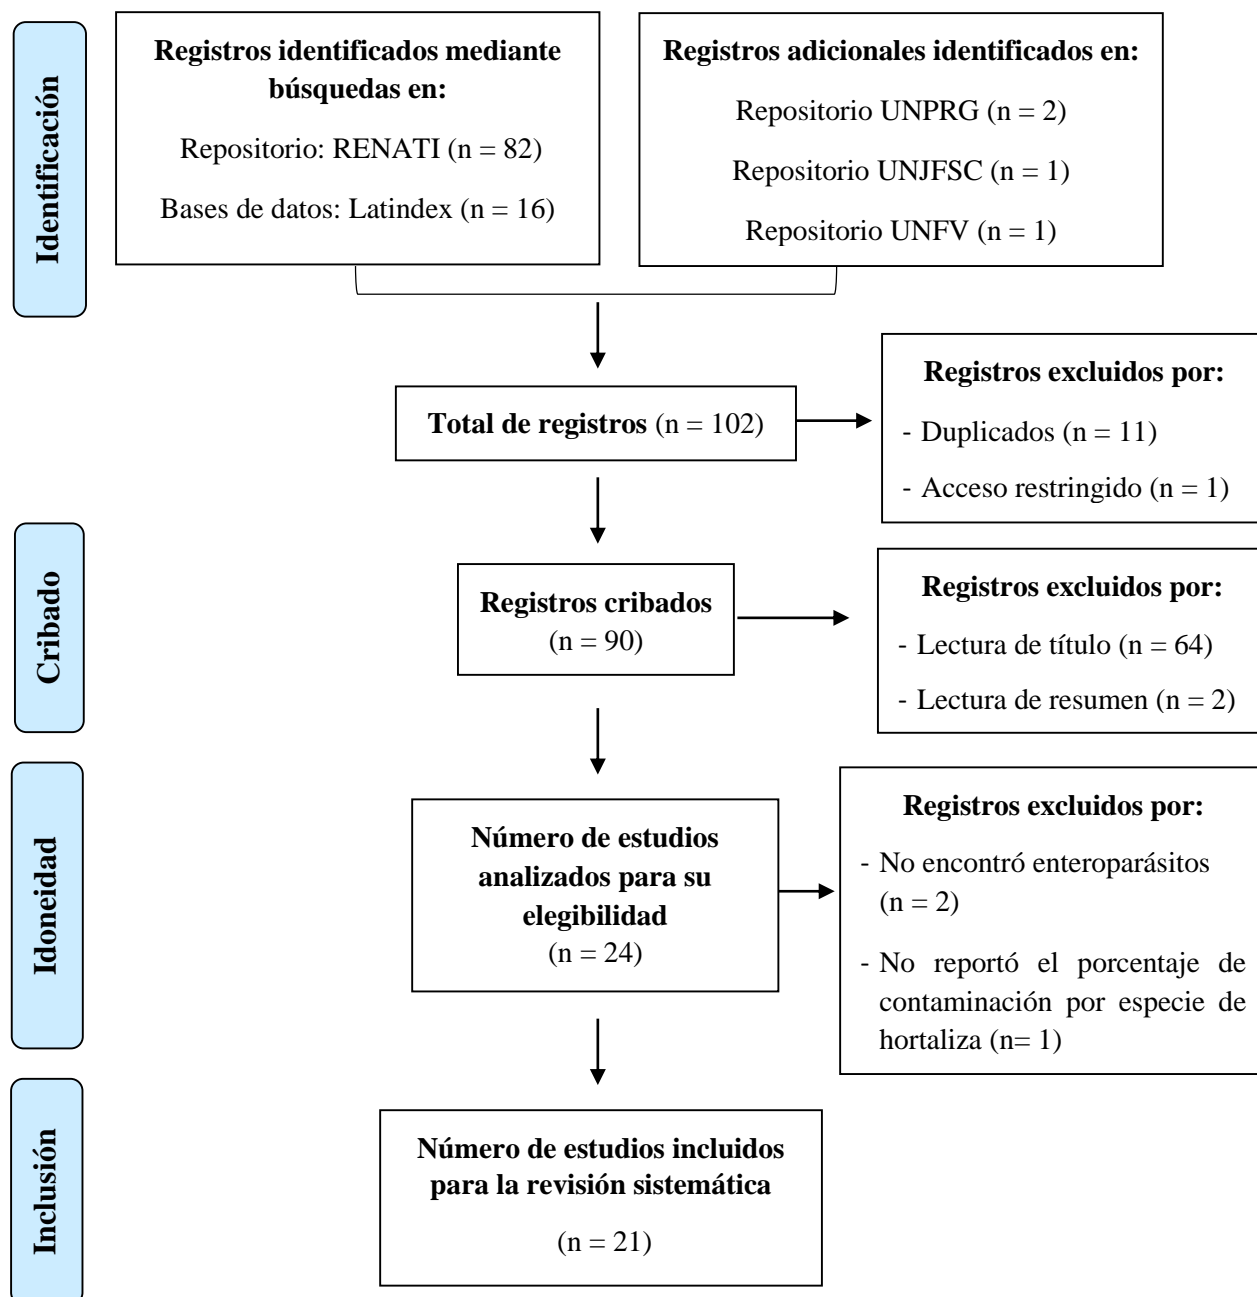 Identificación
Registros identificados mediante
búsquedas en:
Repositorio: RENATI (n = 82)
Bases de datos: Latindex (n = 16)
Registros adicionales identificados en:
Repositorio UNPRG (n = 2)
Repositorio UNJFSC (n = 1)
Repositorio UNFV (n = 1)
Total de registros (n = 102)
Registros excluidos por:
- Duplicados (n = 11)
- Acceso restringido (n = 1)
Cribado
Registros cribados
(n = 90)
Registros excluidos por:
- Lectura de título (n = 64)
- Lectura de resumen (n = 2)
Idoneidad
Número de estudios
analizados para su
elegibilidad
(n = 24)
Registros excluidos por:
- No encontró enteroparásitos
(n = 2)
- No reportó el porcentaje de
contaminación por especie de
hortaliza (n= 1)
Inclusión
Número de estudios incluidos
para la revisión sistemática
(n = 21)